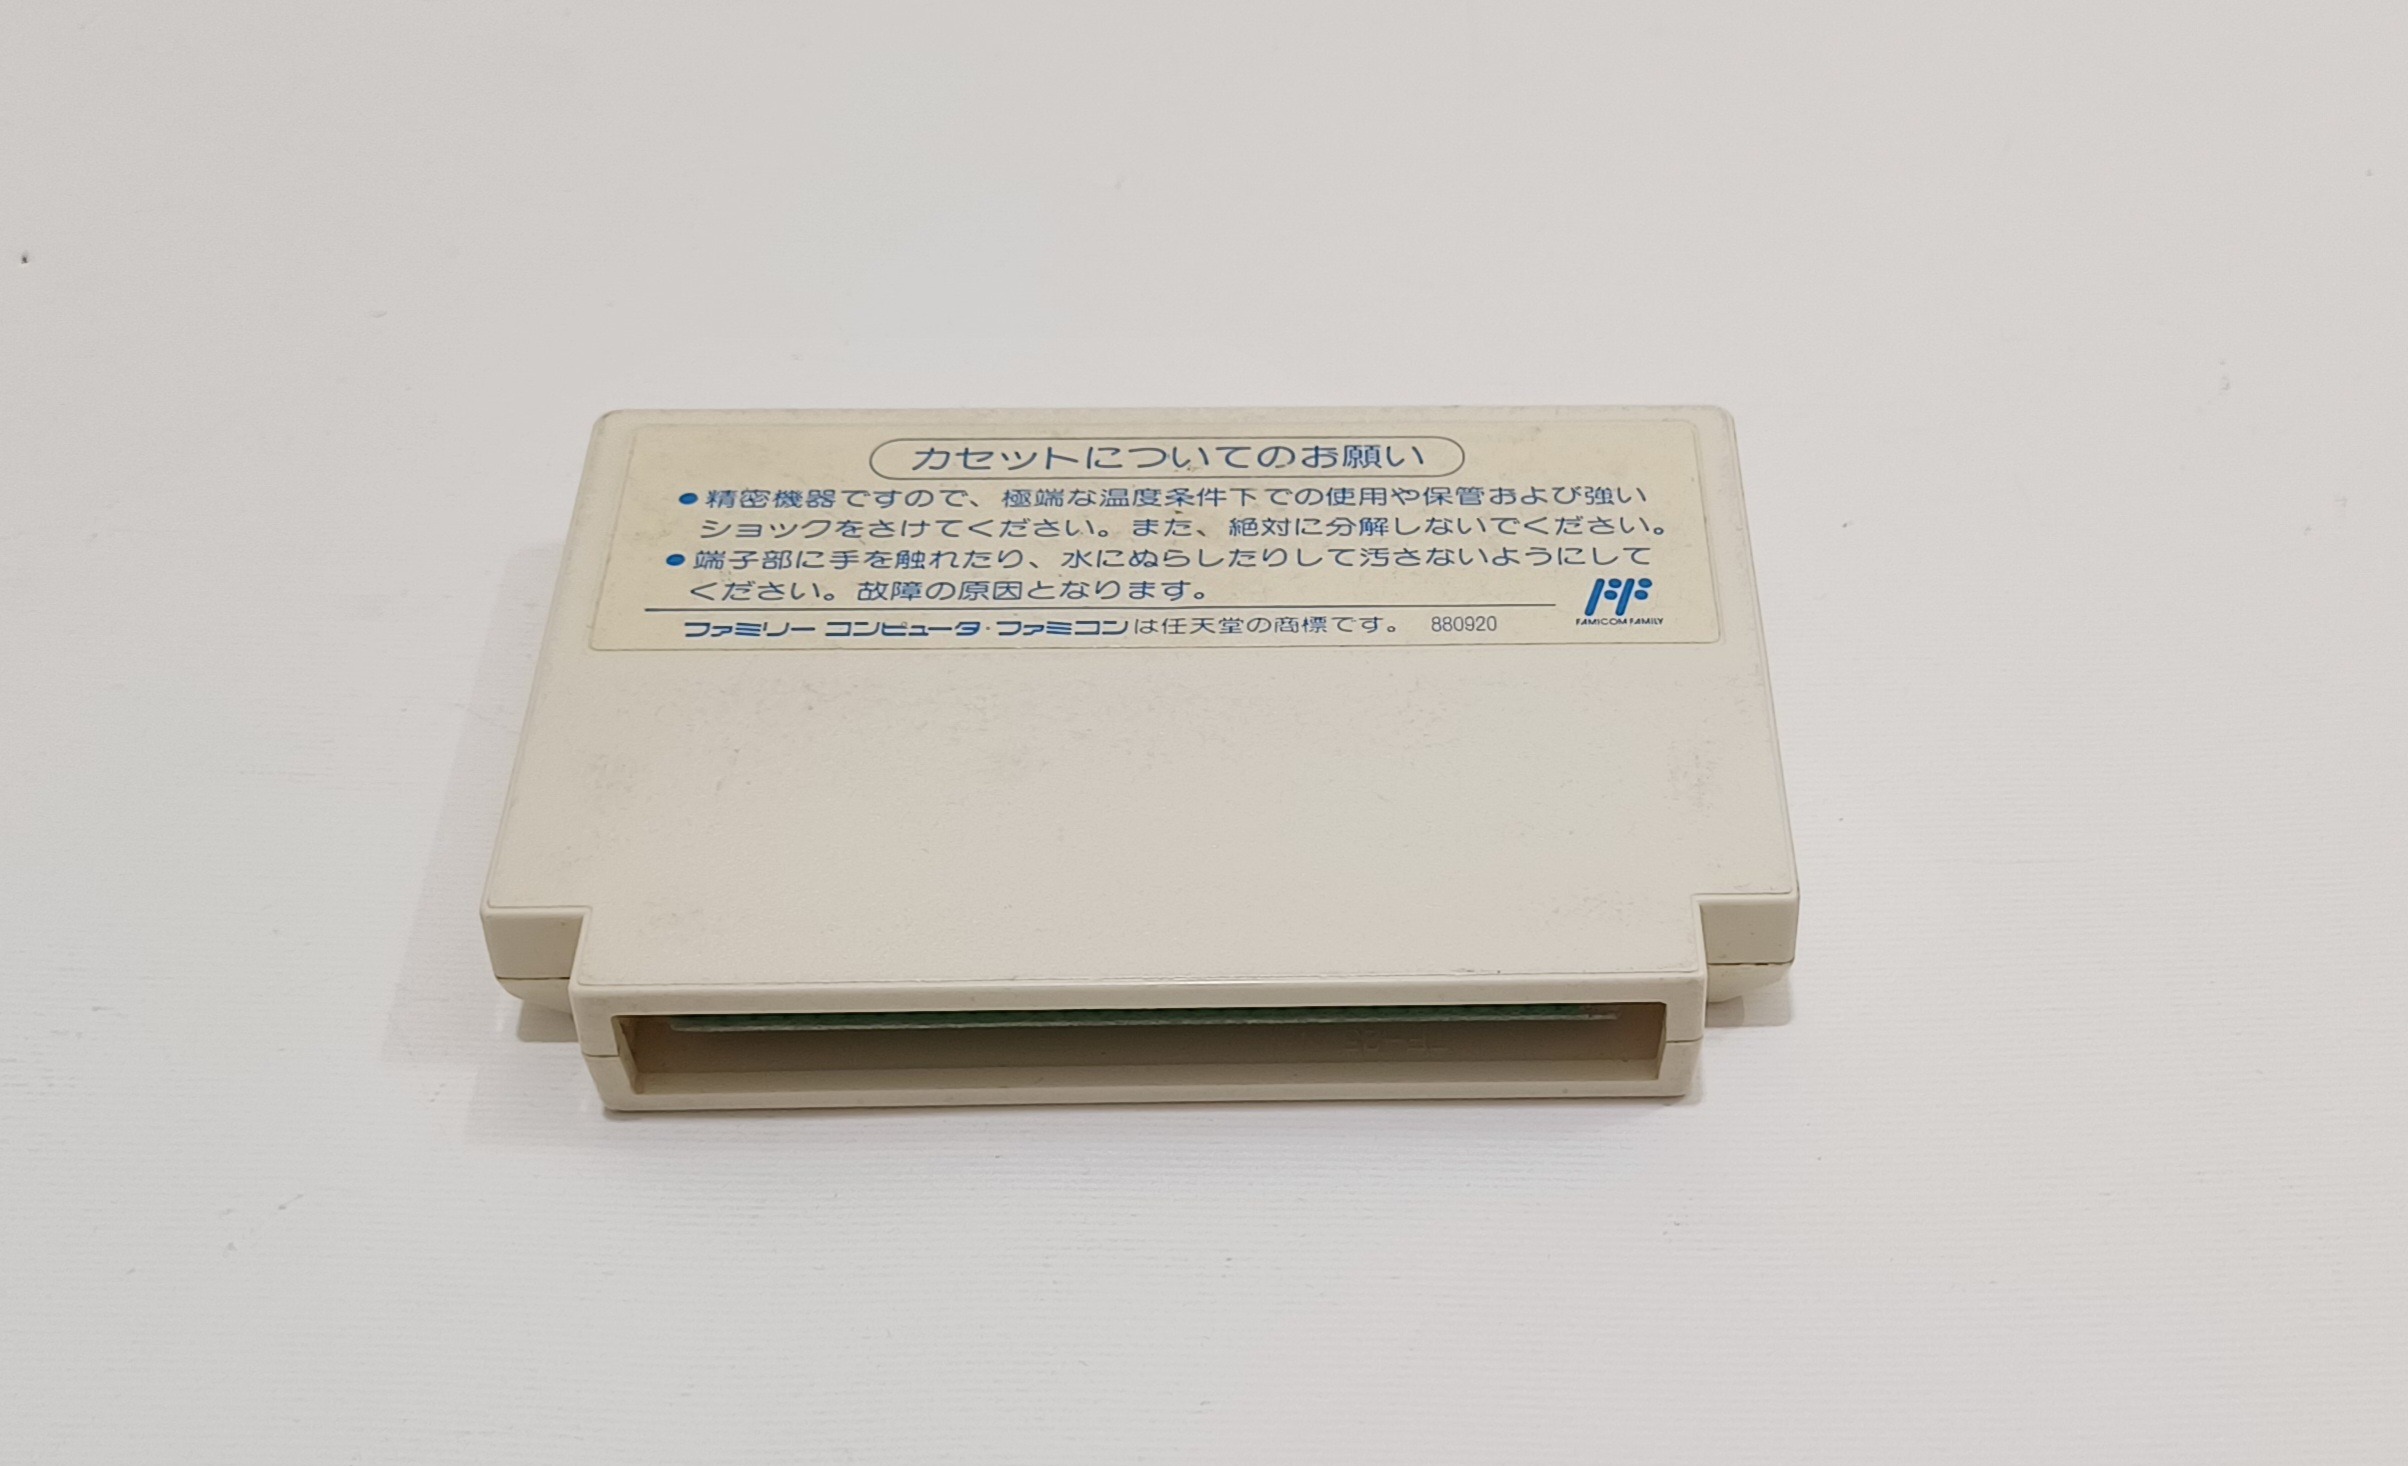 カセットについてのお願い
●精密機器ですので、極端な温度条件下での使用や保管および強い
ショックをさけてください。また、絶対に分解しないでください。
●端子部に手を触れたり、水にぬらしたりして汚さないようにして
ください。故障の原因となります。
ファミリー コンピュータ・ファミコンは任天堂の商標です。 880920
FAMICOM FAMILY